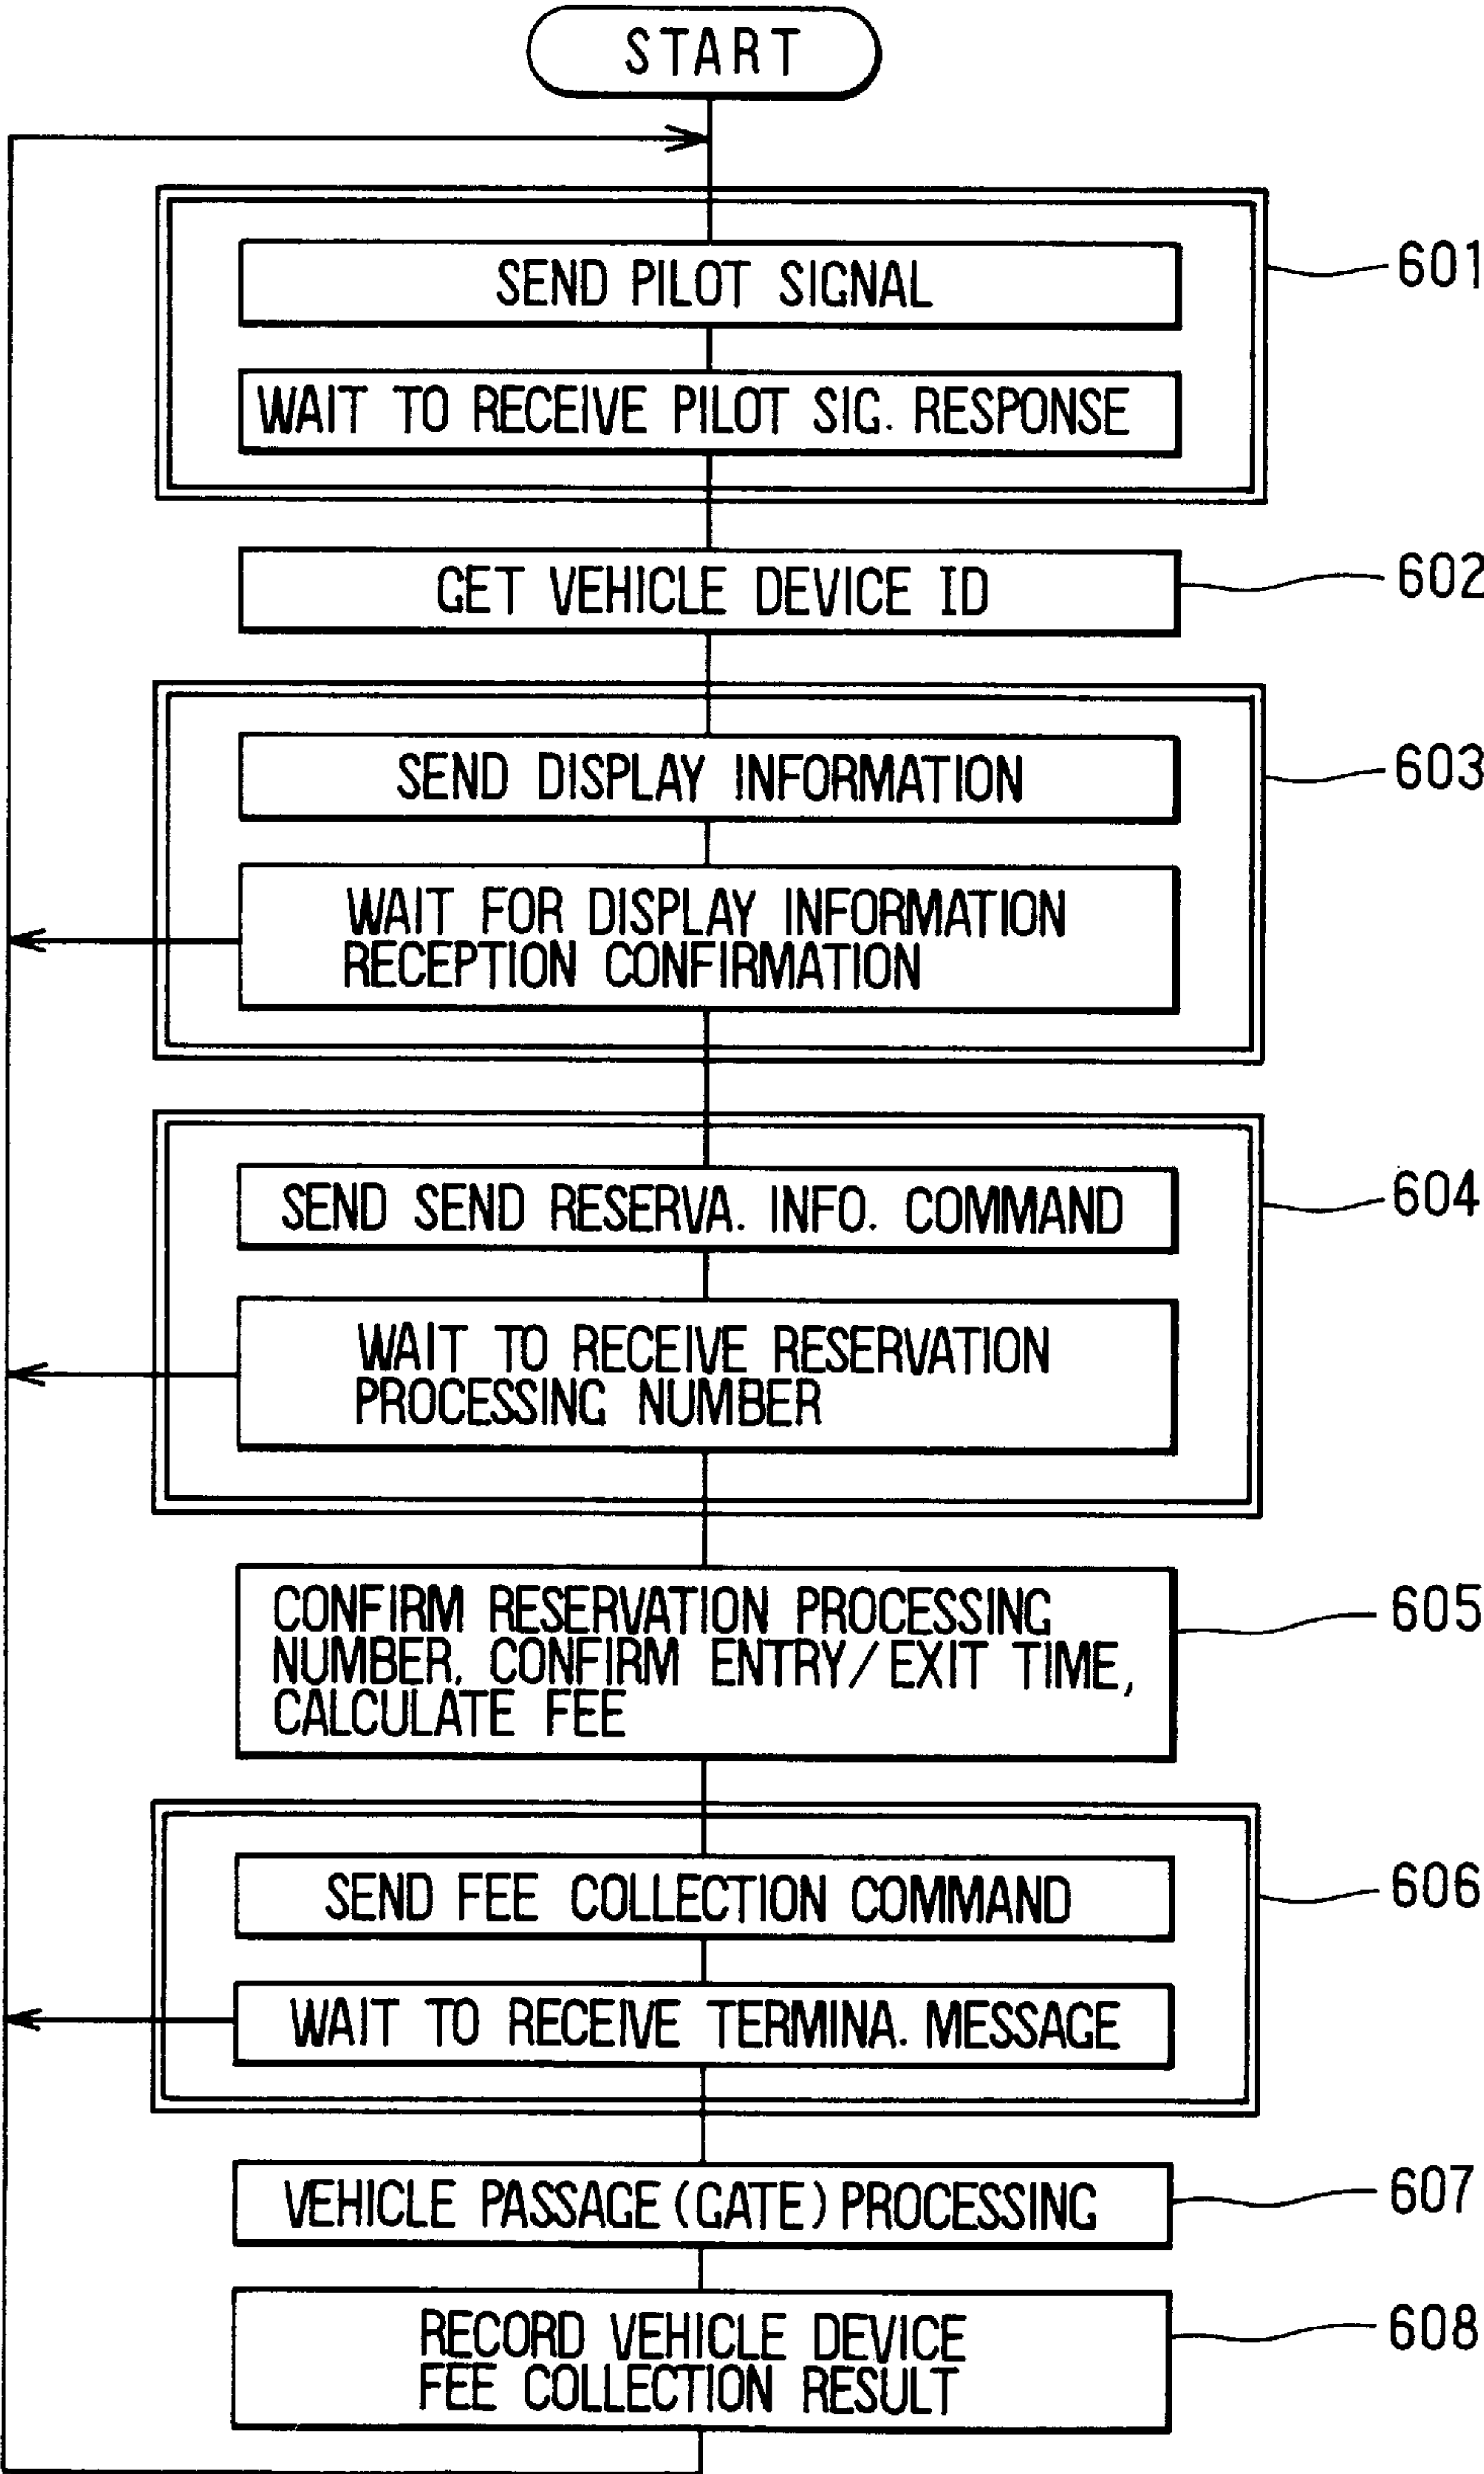 START
SEND PILOT SIGNAL
601
WAIT TO RECEIVE PILOT SIG. RESPONSE
GET VEHICLE DEVICE ID
602
SEND DISPLAY INFORMATION
603
WAIT FOR DISPLAY INFORMATION
RECEPTION CONFIRMATION
SEND SEND RESERVA. INFO. COMMAND
604
WAIT TO RECEIVE RESERVATION
PROCESSING NUMBER
CONFIRM RESERVATION PROCESSING
NUMBER, CONFIRM ENTRY/EXIT TIME,
CALCULATE FEE
605
SEND FEE COLLECTION COMMAND
606
WAIT TO RECEIVE TERMINA. MESSAGE
VEHICLE PASSAGE (GATE) PROCESSING
607
RECORD VEHICLE DEVICE
FEE COLLECTION RESULT
608